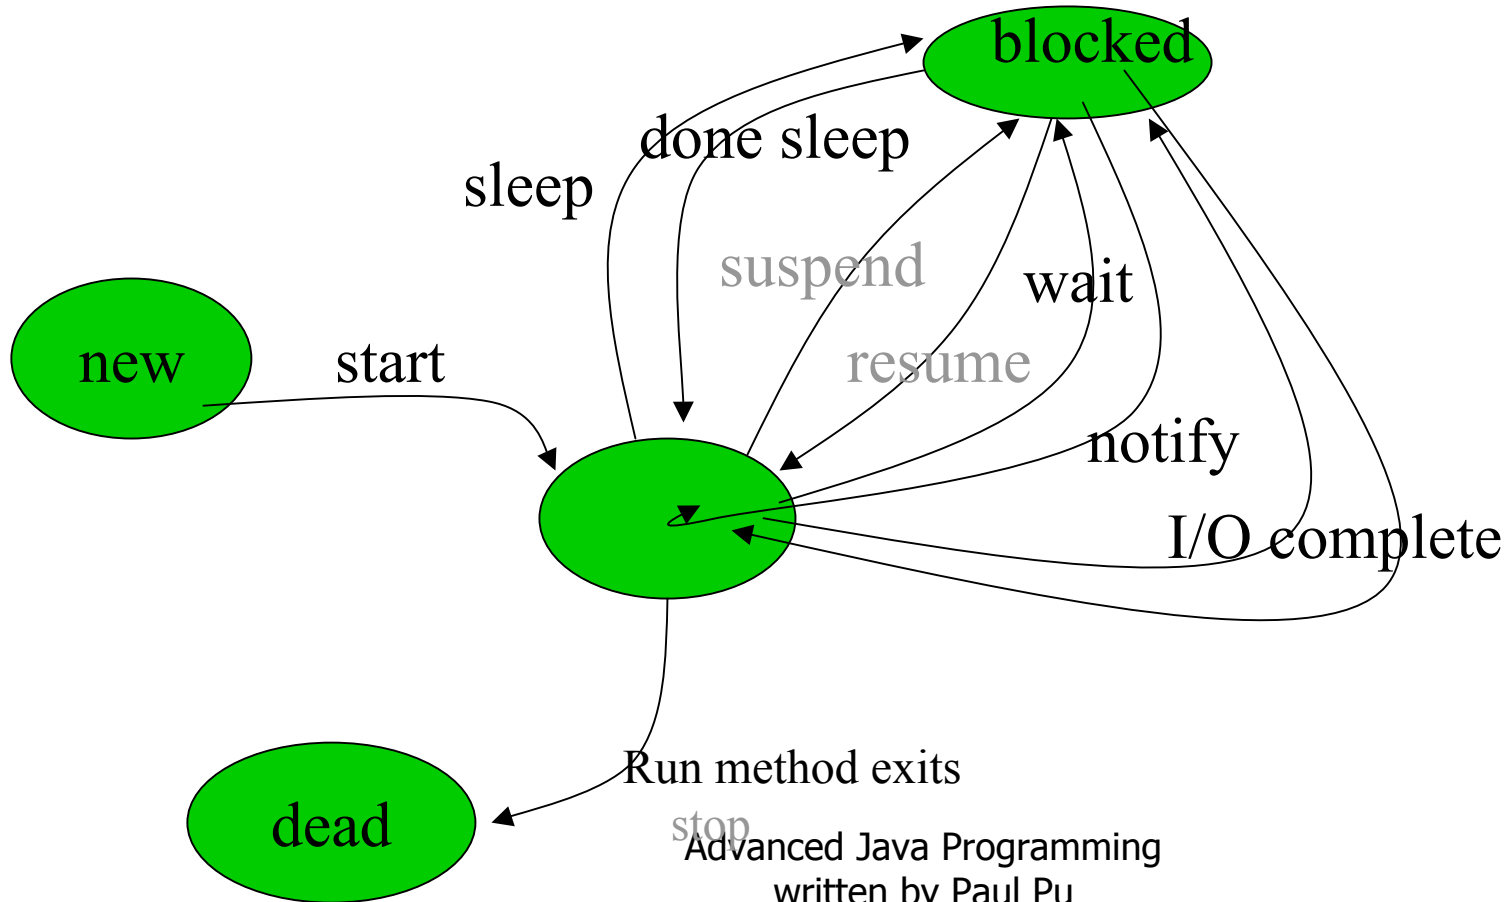 blocked
done sleep
sleep
suspend
wait
new
start
resume
notify
I/O complete
Run method exits
dead
stop
Advanced Java Programming
written by Paul Pu